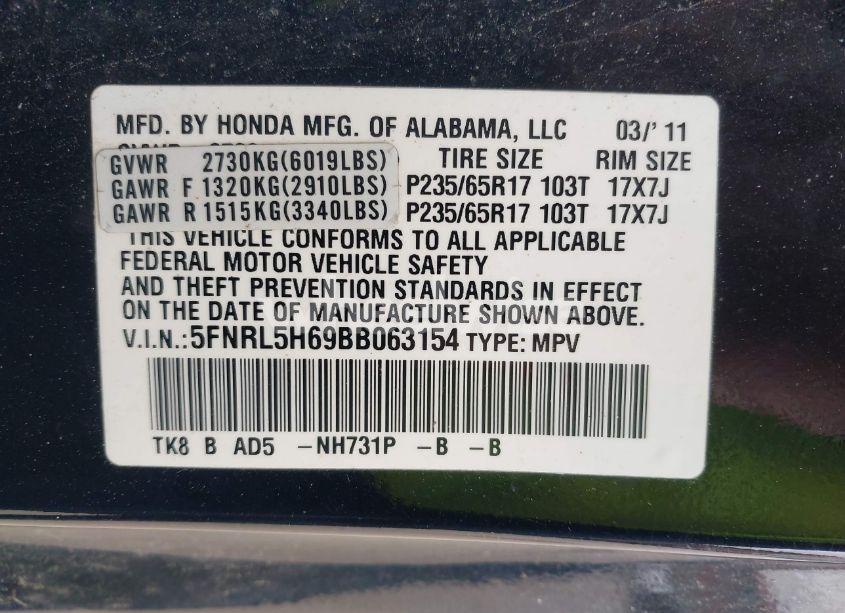 MFD. BY HONDA MFG. OF ALABAMA, LLC 03/' 11
GVWR 2730KG(6019LBS) TIRE SIZE RIM SIZE
GAWR F 1320KG(2910LBS) P235/65R17 103T 17X7J
GAWR R 1515KG(3340LBS) P235/65R17 103T 17X7J
THIS VEHICLE CONFORMS TO ALL APPLICABLE
FEDERAL MOTOR VEHICLE SAFETY
AND THEFT PREVENTION STANDARDS IN EFFECT
ON THE DATE OF MANUFACTURE SHOWN ABOVE.
V.I.N.:5FNRL5H69BB063154 TYPE: MPV
TK8 B AD5 -NH731P -B -B